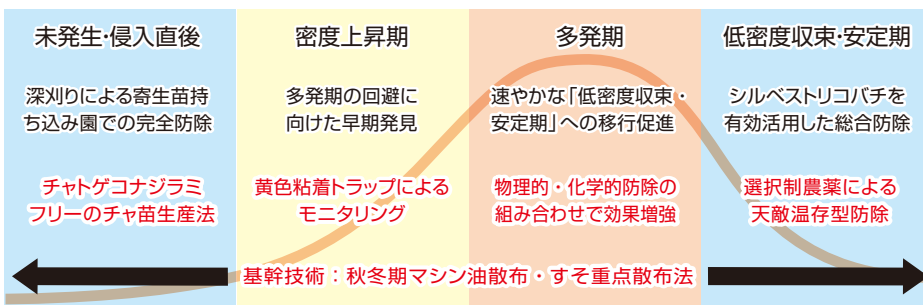 未発生・侵入直後
深刈りによる寄生苗持
ち込み園での完全防除
チャトゲコナジラミ
フリーのチャ苗生産法
密度上昇期
多発期の回避に
向けた早期発見
黄色粘着トラップによる
モニタリング
多発期
速やかな「低密度収束・
安定期」への移行促進
物理的・化学的防除の
組み合わせで効果増強
低密度収束・安定期
シルベストリコバチを
有効活用した総合防除
選択制農薬による
天敵温存型防除
基幹技術：秋冬期マシン油散布・すそ重点散布法